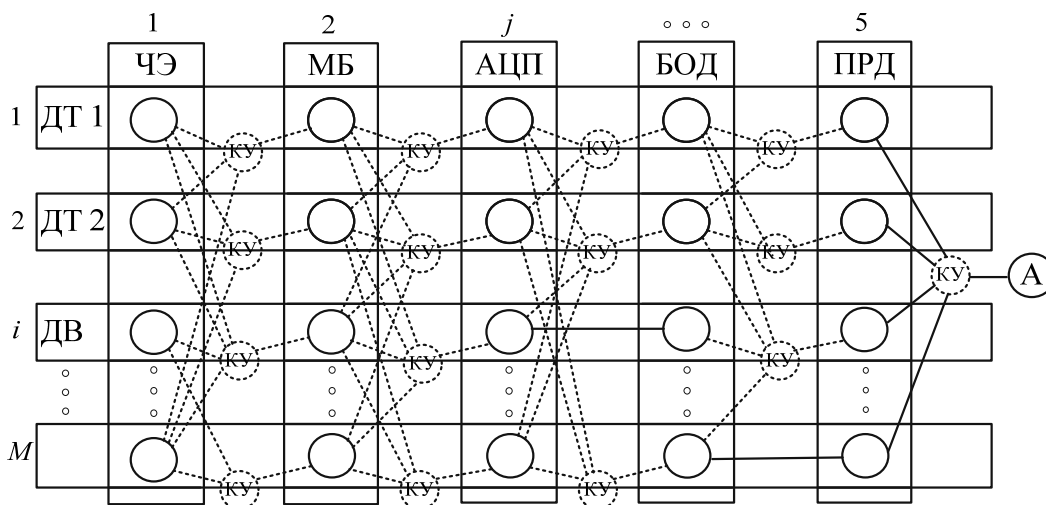 1 2 j 5
ЧЭ МБ АЦП БОД ПРД
1 ДТ 1
КУ КУ КУ КУ
2 ДТ 2
КУ КУ КУ КУ
КУ А
i ДВ
КУ КУ КУ
M
КУ КУ КУ